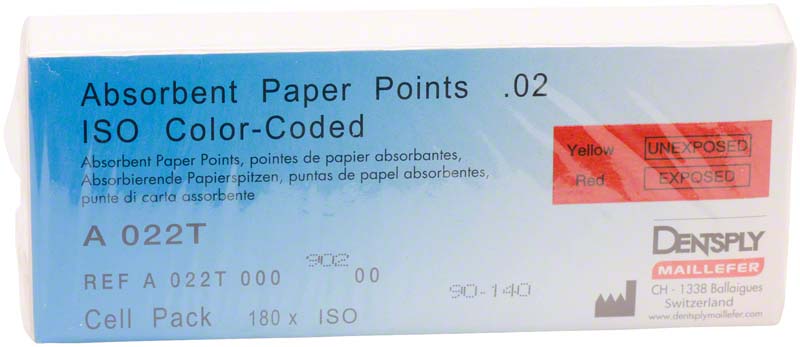 Absorbent Paper Points .02
ISO Color-Coded
Absorbent Paper Points, pointes de papier absorbantes,
Absorbierende Papierspitzen, puntas de papel absorbentes,
punte di carta assorbente
A 022T
REF A 022T 000 902 00
90-140
Cell Pack 180 x ISO
Yellow UNEXPOSED
Red EXPOSED
DENTSPLY
MAILLEFER
CH - 1338 Ballaigues
Switzerland
www.dentsplymaillefer.com